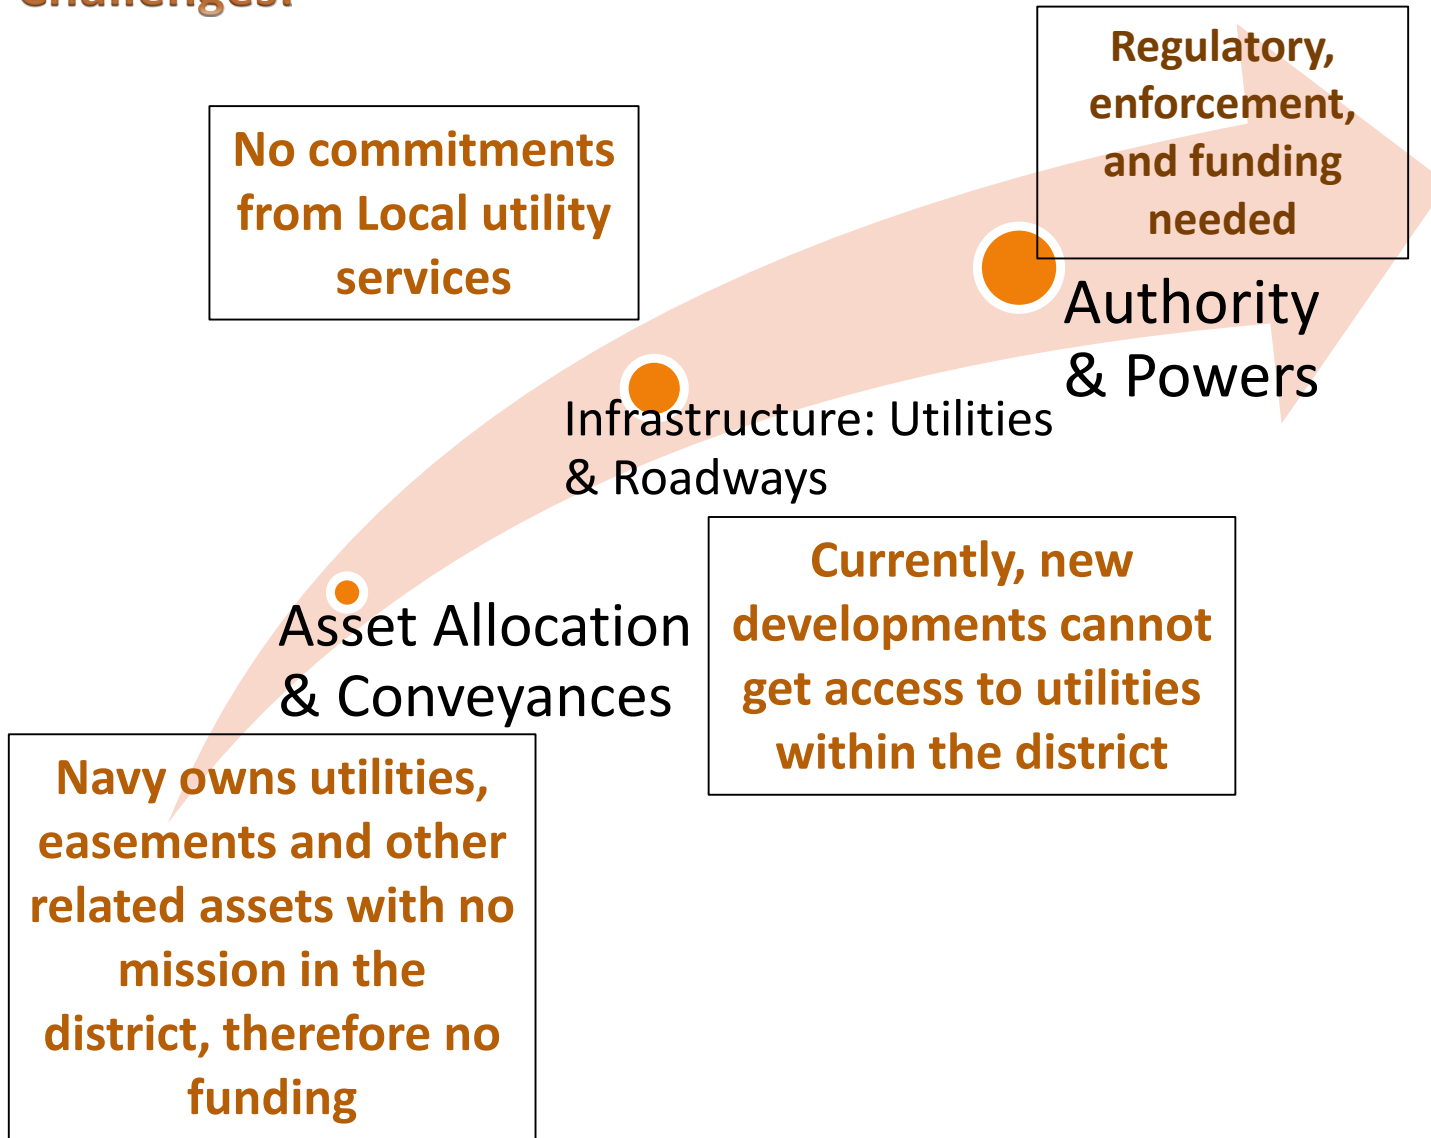 Challenges:
Regulatory,
enforcement,
and funding
needed
No commitments
from Local utility
services
Authority
& Powers
Infrastructure: Utilities
& Roadways
Currently, new
developments cannot
get access to utilities
within the district
Asset Allocation
& Conveyances
Navy owns utilities,
easements and other
related assets with no
mission in the
district, therefore no
funding